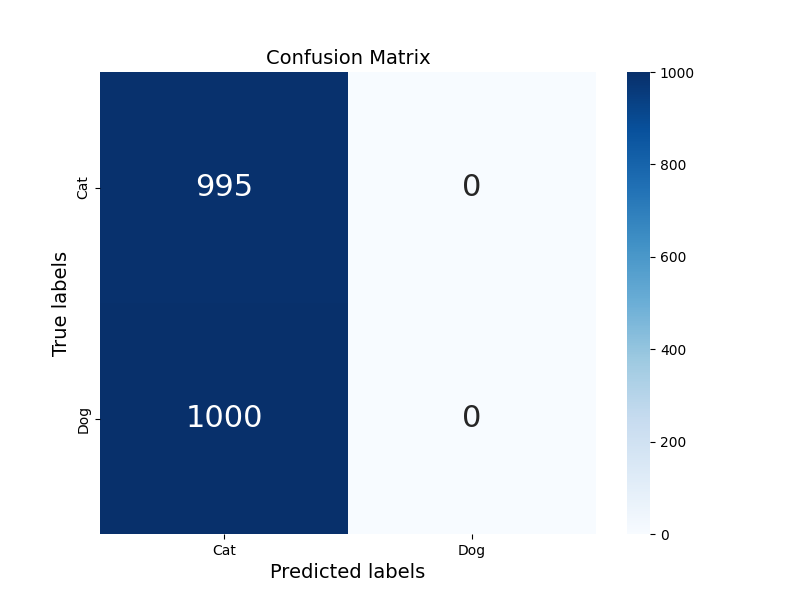 Confusion Matrix
True labels
Cat
995
0
Dog
1000
0
Cat
Dog
Predicted labels
1000
800
600
400
200
0